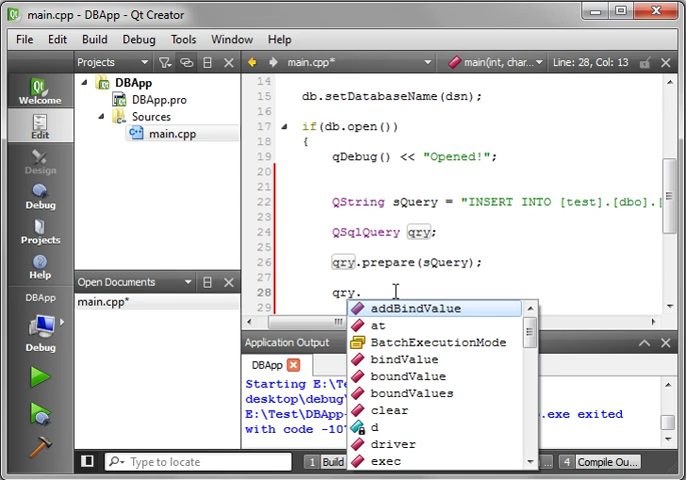 main.cpp - DBApp - Qt Creator
File Edit Build Debug Tools Window Help
Projects
main.cpp*
main(int, char...
Line: 28, Col: 13
Welcome
Edit
Design
Debug
Projects
Help
DBApp
Debug
DBApp
DBApp.pro
Sources
main.cpp
Open Documents
main.cpp*
14
15 db.setDatabaseName(dsn);
16
17 if(db.open())
18 {
19 qDebug() << "Opened!";
20
21
22 QString sQuery = "INSERT INTO [test].[dbo].[
23
24 QSqlQuery qry;
25
26 qry.prepare(sQuery);
27
28 qry.
29
addBindValue
at
BatchExecutionMode
bindValue
boundValue
boundValues
clear
d
driver
exec
Application Output
DBApp
Starting E:\Test
desktop\debug\
E:\Test\DBApp- .exe exited
with code -107
Type to locate
1 Build
4 Compile Ou...